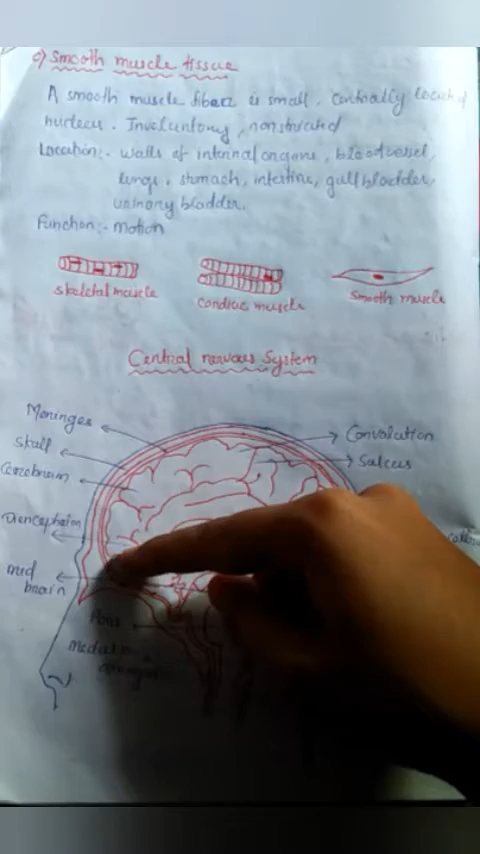 c) Smooth muscle tissue
A smooth muscle fiber is small, centrally located
nucleus. Involuntary, nonstriated
Location:- walls of internal organs, blood vessel,
lungs, stomach, intestine, gull bladder,
urinary bladder.
Function:- Motion
Skeletal muscle
Cardiac muscle
Smooth muscle
Central nervous System
Meninges
Convolution
Skull
Sulcus
Cerebrum
Diencephalon
mid
brain
Pons
Medulla